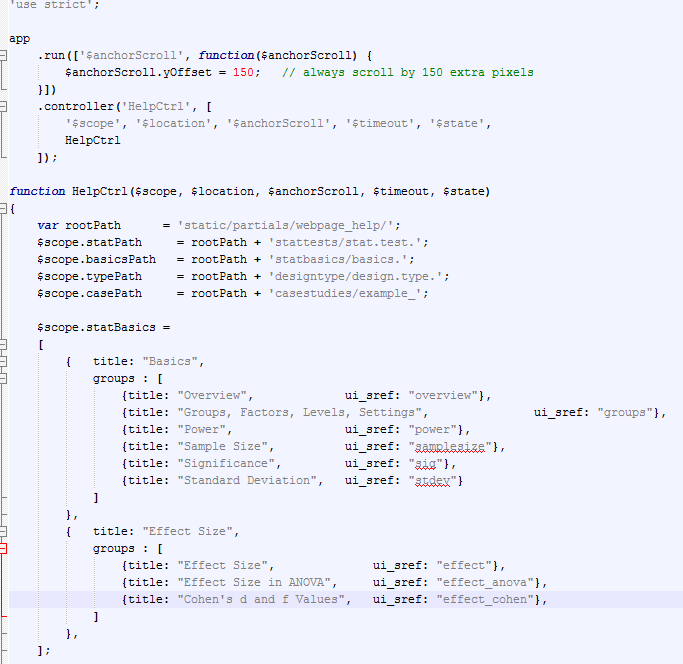 'use strict';
app
    .run(['$anchorScroll', function($anchorScroll) {
        $anchorScroll.yOffset = 150;   // always scroll by 150 extra pixels
    }])
    .controller('HelpCtrl', [
        '$scope', '$location', '$anchorScroll', '$timeout', '$state',
        HelpCtrl
    ]);
function HelpCtrl($scope, $location, $anchorScroll, $timeout, $state)
{
    var rootPath      = 'static/partials/webpage_help/';
    $scope.statPath     = rootPath + 'stattests/stat.test.';
    $scope.basicsPath   = rootPath + 'statbasics/basics.';
    $scope.typePath     = rootPath + 'designtype/design.type.';
    $scope.casePath     = rootPath + 'casestudies/example_';
    $scope.statBasics =
    [
        {   title: "Basics",
            groups : [
                {title: "Overview",             ui_sref: "overview"},
                {title: "Groups, Factors, Levels, Settings",               ui_sref: "groups"},
                {title: "Power",                ui_sref: "power"},
                {title: "Sample Size",          ui_sref: "samplesize"},
                {title: "Significance",         ui_sref: "sig"},
                {title: "Standard Deviation",   ui_sref: "stdev"}
            ]
        },
        {   title: "Effect Size",
            groups : [
                {title: "Effect Size",              ui_sref: "effect"},
                {title: "Effect Size in ANOVA",     ui_sref: "effect_anova"},
                {title: "Cohen's d and f Values",   ui_sref: "effect_cohen"},
            ]
        },
    ];